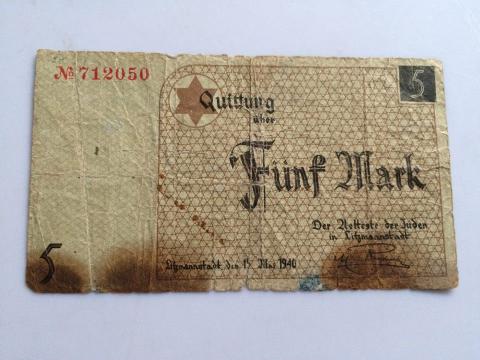 № 712050
5
Quittung
über
Fünf Mark
Der Aelteste der Juden
in Litzmannstadt
5
Litzmannstadt, den 15. Mai 1940